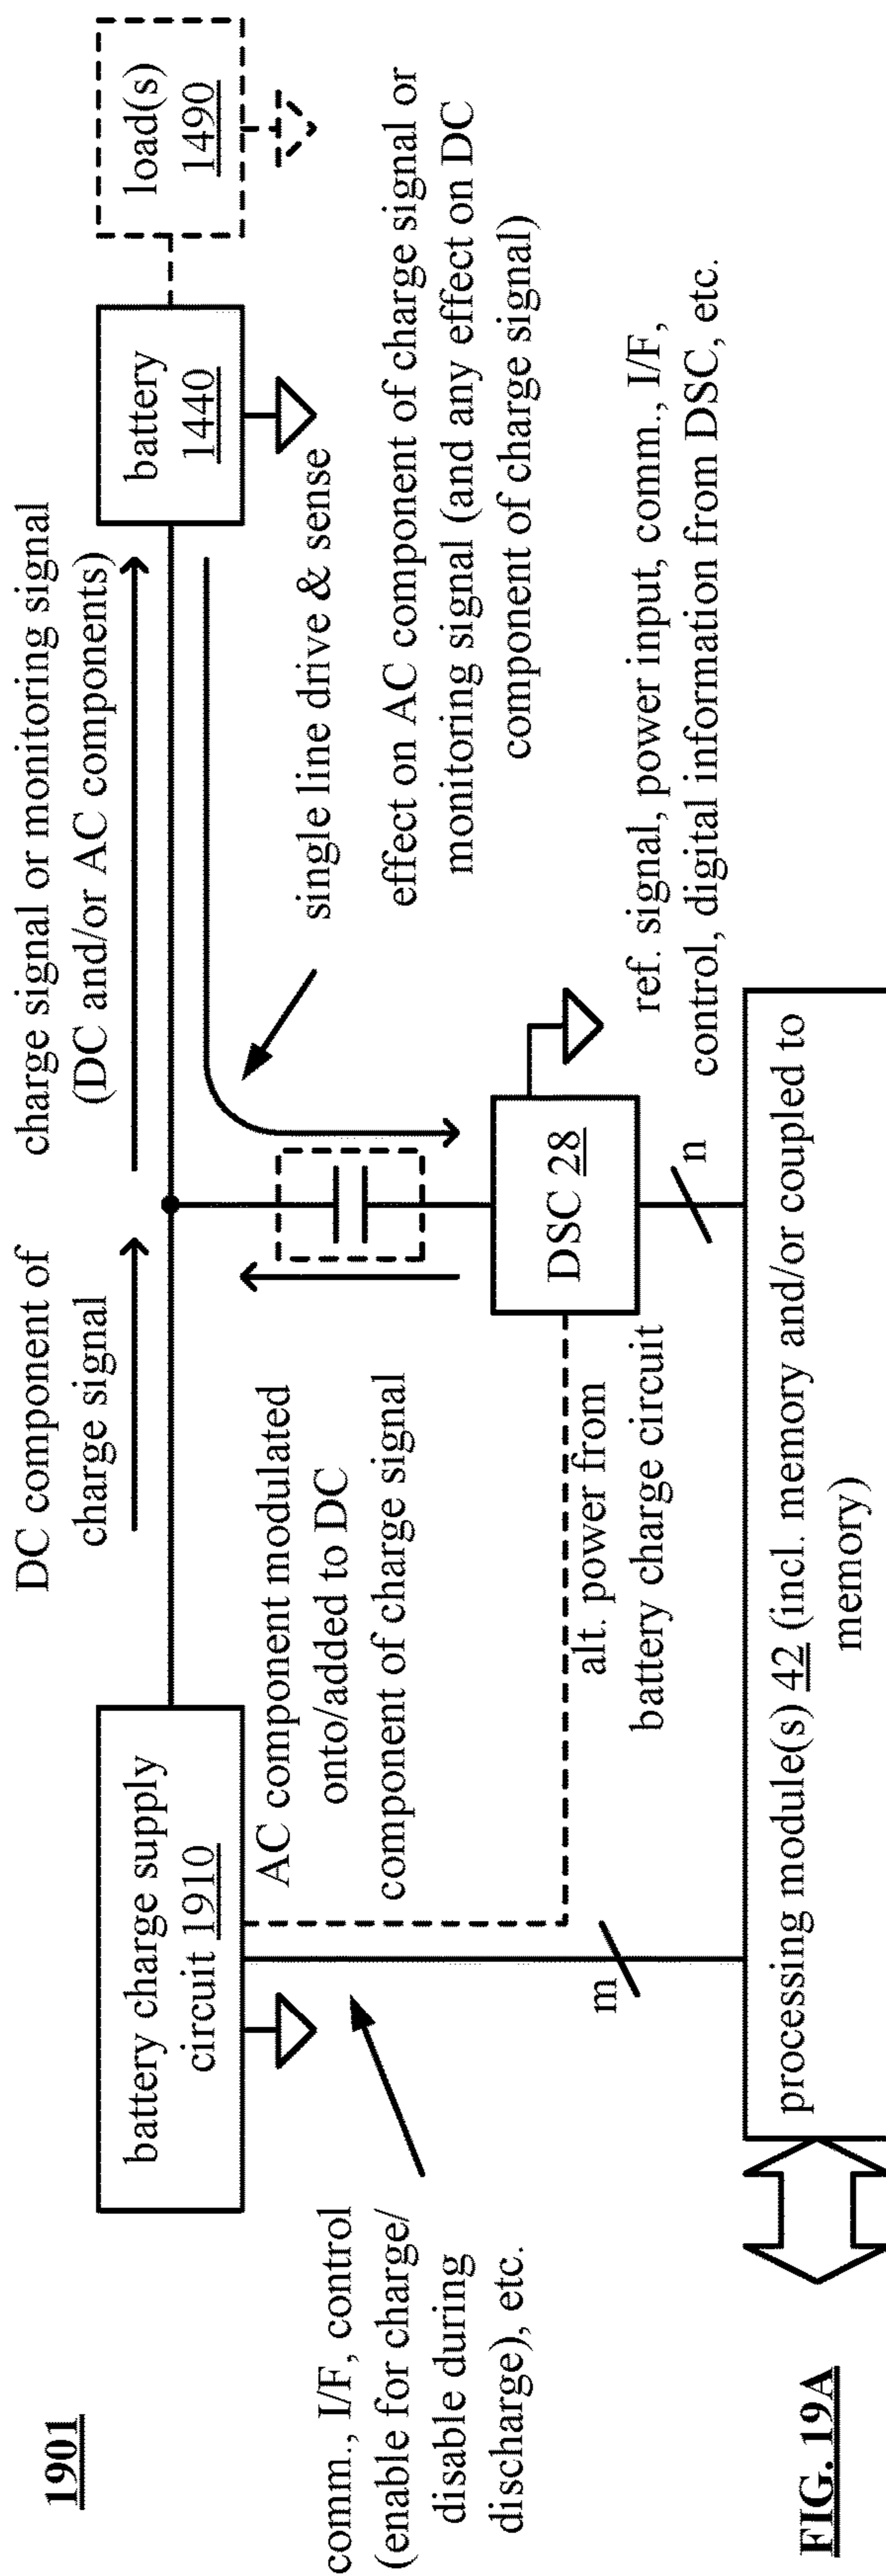 1901
DC component of
charge signal
charge signal or monitoring signal
(DC and/or AC components)
battery charge supply
circuit 1910
battery
1440
load(s)
1490
AC component modulated
onto/added to DC
component of charge signal
single line drive & sense
effect on AC component of charge signal or
monitoring signal (and any effect on DC
component of charge signal)
comm., I/F, control
(enable for charge/
disable during
discharge), etc.
DSC 28
alt. power from
battery charge circuit
ref. signal, power input, comm., I/F,
control, digital information from DSC, etc.
m
n
processing module(s) 42 (incl. memory and/or coupled to
memory)
FIG. 19A